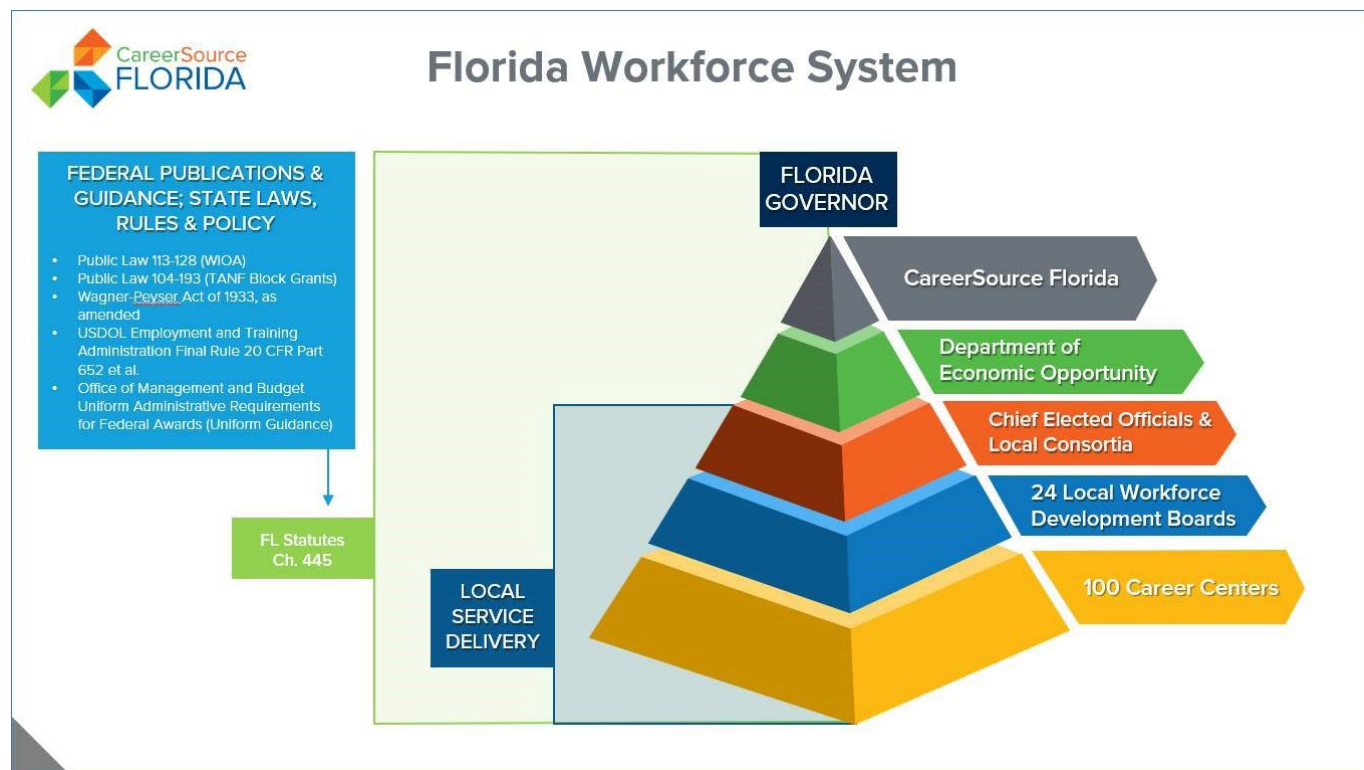 CareerSource
FLORIDA
Florida Workforce System
FEDERAL PUBLICATIONS &
GUIDANCE; STATE LAWS,
RULES & POLICY
• Public Law 113-128 (WIOA)
• Public Law 104-193 (TANF Block Grants)
• Wagner-Peyser Act of 1933, as
amended
• USDOL Employment and Training
Administration Final Rule 20 CFR Part
652 et al.
• Office of Management and Budget
Uniform Administrative Requirements
for Federal Awards (Uniform Guidance)
FL Statutes
Ch. 445
LOCAL
SERVICE
DELIVERY
FLORIDA
GOVERNOR
CareerSource Florida
Department of
Economic Opportunity
Chief Elected Officials &
Local Consortia
24 Local Workforce
Development Boards
100 Career Centers